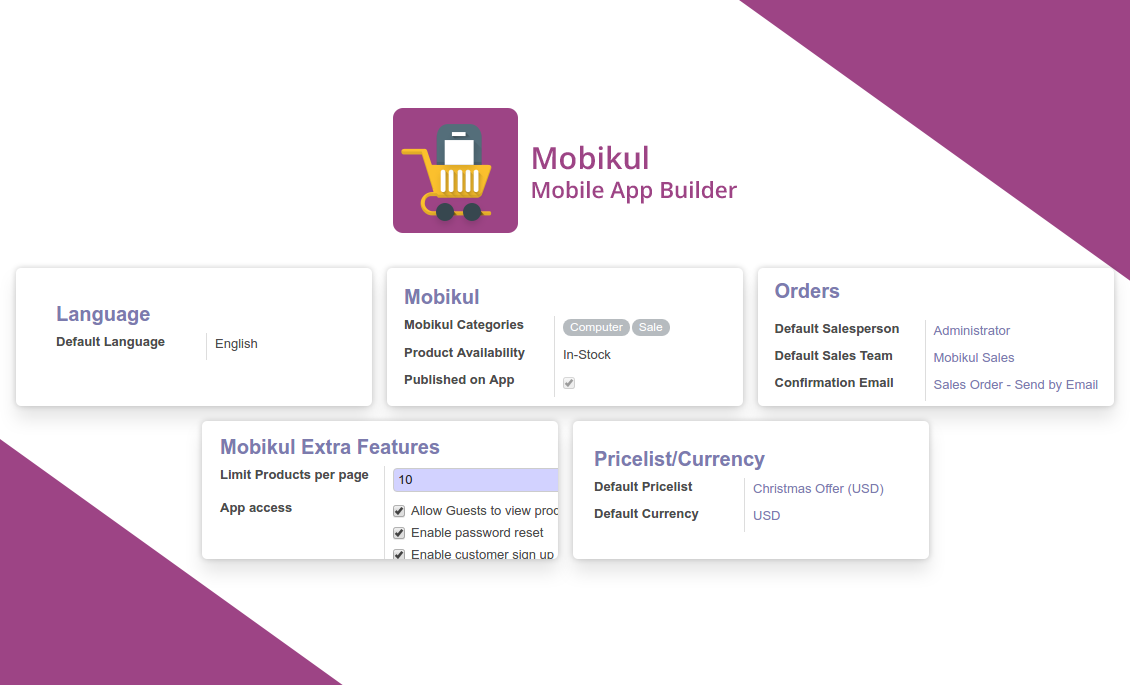 Mobikul
Mobile App Builder
Language
Default Language English
Mobikul
Mobikul Categories Computer Sale
Product Availability In-Stock
Published on App
Orders
Default Salesperson Administrator
Default Sales Team Mobikul Sales
Confirmation Email Sales Order - Send by Email
Mobikul Extra Features
Limit Products per page 10
App access Allow Guests to view proc
Enable password reset
Enable customer sign up
Pricelist/Currency
Default Pricelist Christmas Offer (USD)
Default Currency USD